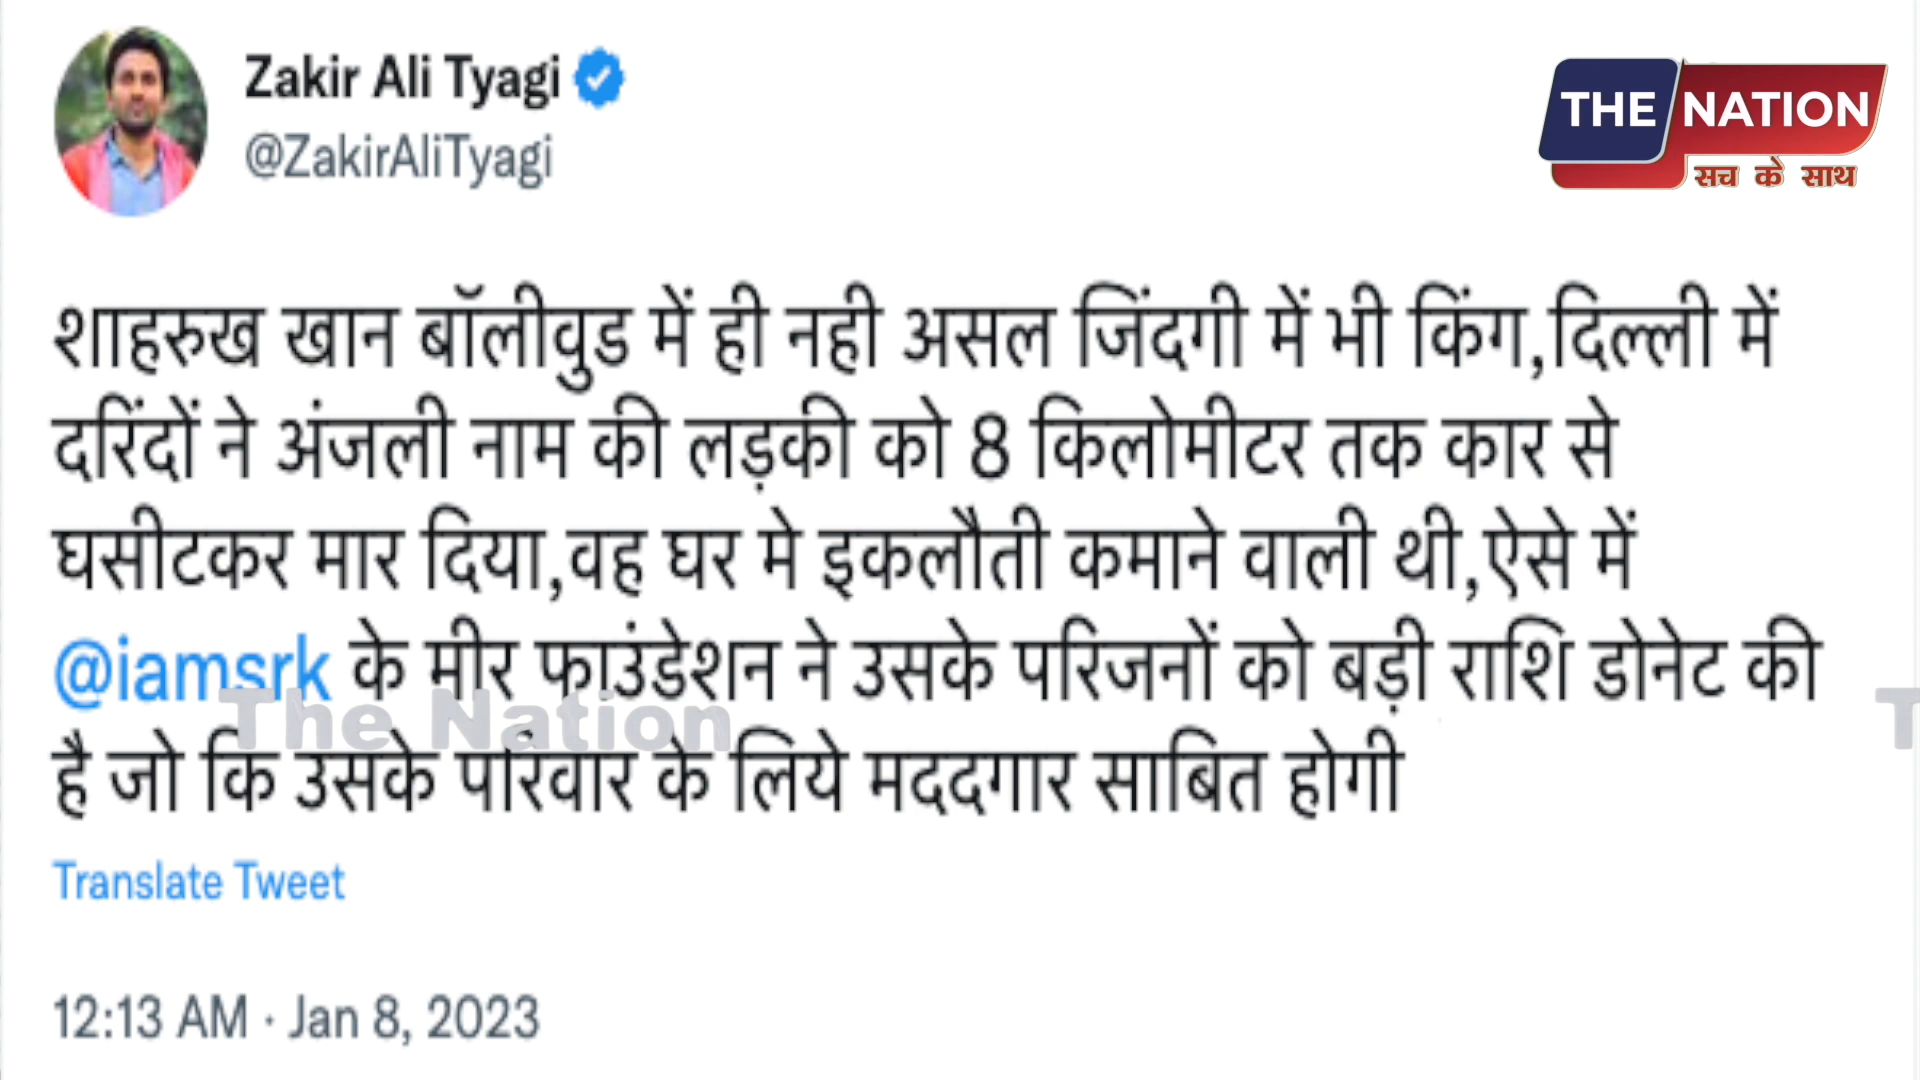 Zakir Ali Tyagi
@ZakirAliTyagi
THE NATION
सच के साथ
शाहरुख खान बॉलीवुड में ही नही असल जिंदगी में भी किंग,दिल्ली में
दरिंदों ने अंजली नाम की लड़की को 8 किलोमीटर तक कार से
घसीटकर मार दिया,वह घर मे इकलौती कमाने वाली थी,ऐसे में
@iamsrk के मीर फाउंडेशन ने उसके परिजनों को बड़ी राशि डोनेट की
The Nation
है जो कि उसके परिवार के लिये मददगार साबित होगी
Translate Tweet
12:13 AM · Jan 8, 2023